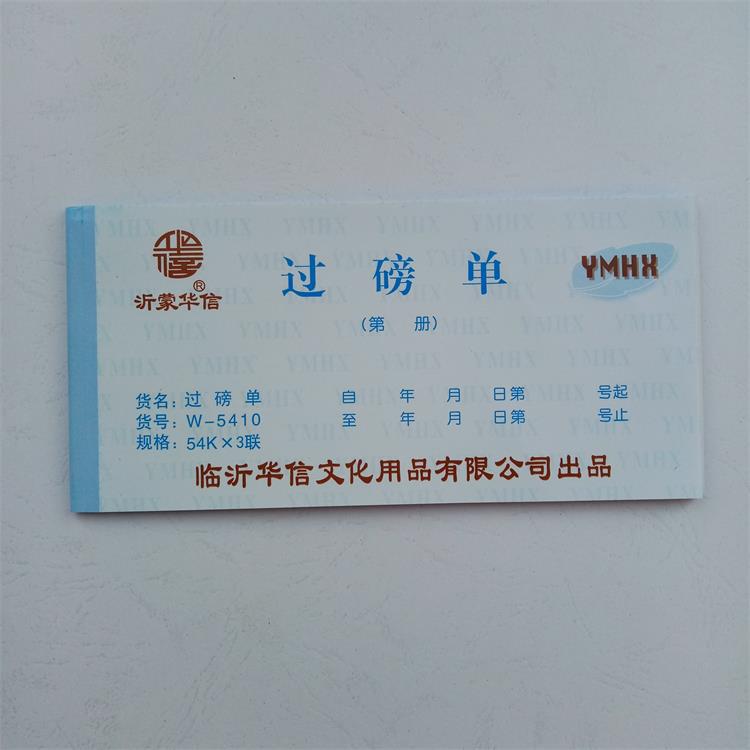 沂蒙华信®
过磅单
YMHX
(第 册)
货名：过磅单 自 年 月 日第 号起
货号：W-5410 至 年 月 日第 号止
规格：54K×3联
临沂华信文化用品有限公司出品